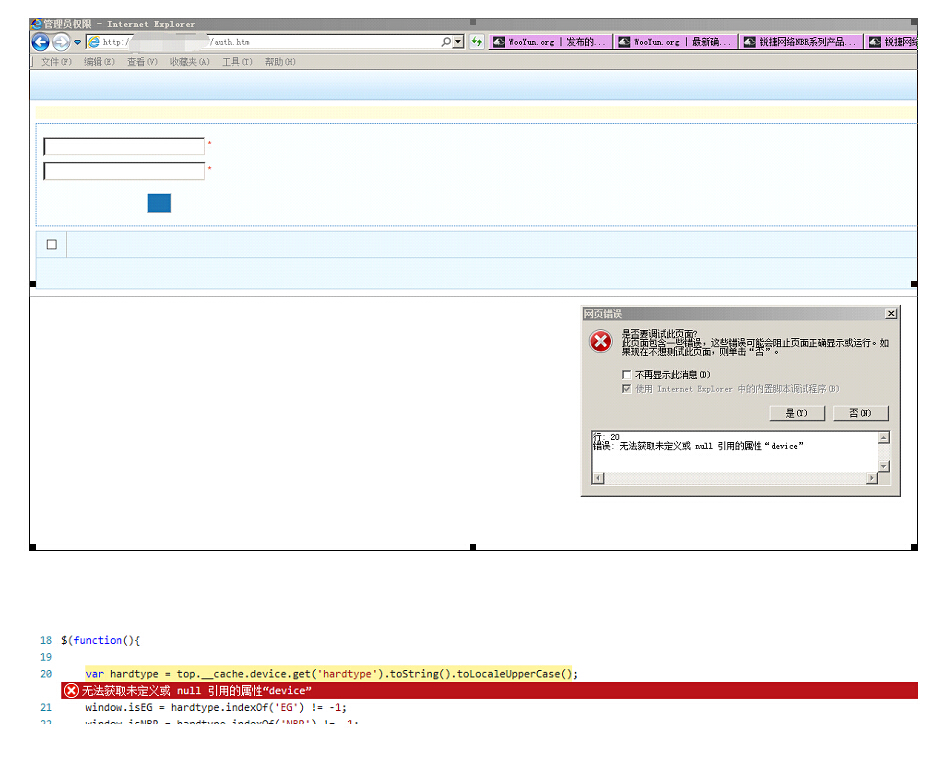 管理员权限 - Internet Explorer
http:/ /auth.htm
WooYun.org | 发布的...
WooYun.org | 最新确...
锐捷网络NBR系列产品...
锐捷网络
文件(F) 编辑(E) 查看(V) 收藏夹(A) 工具(T) 帮助(H)
*
*
网页错误
是否要调试此页面?
此页面包含一些错误，这些错误可能会阻止页面正确显示或运行。如
果现在不想测试此页面，则单击“否”。
不再显示此消息(D)
使用 Internet Explorer 中的内置脚本调试程序(B)
是(Y) 否(N)
行: 20
错误: 无法获取未定义或 null 引用的属性“device”
18 $(function(){
19
20 var hardtype = top.__cache.device.get('hardtype').toString().toLocaleUpperCase();
无法获取未定义或 null 引用的属性“device”
21 window.isEG = hardtype.indexOf('EG') != -1;
22 window.isNBR = hardtype.indexOf('NBR') != -1;